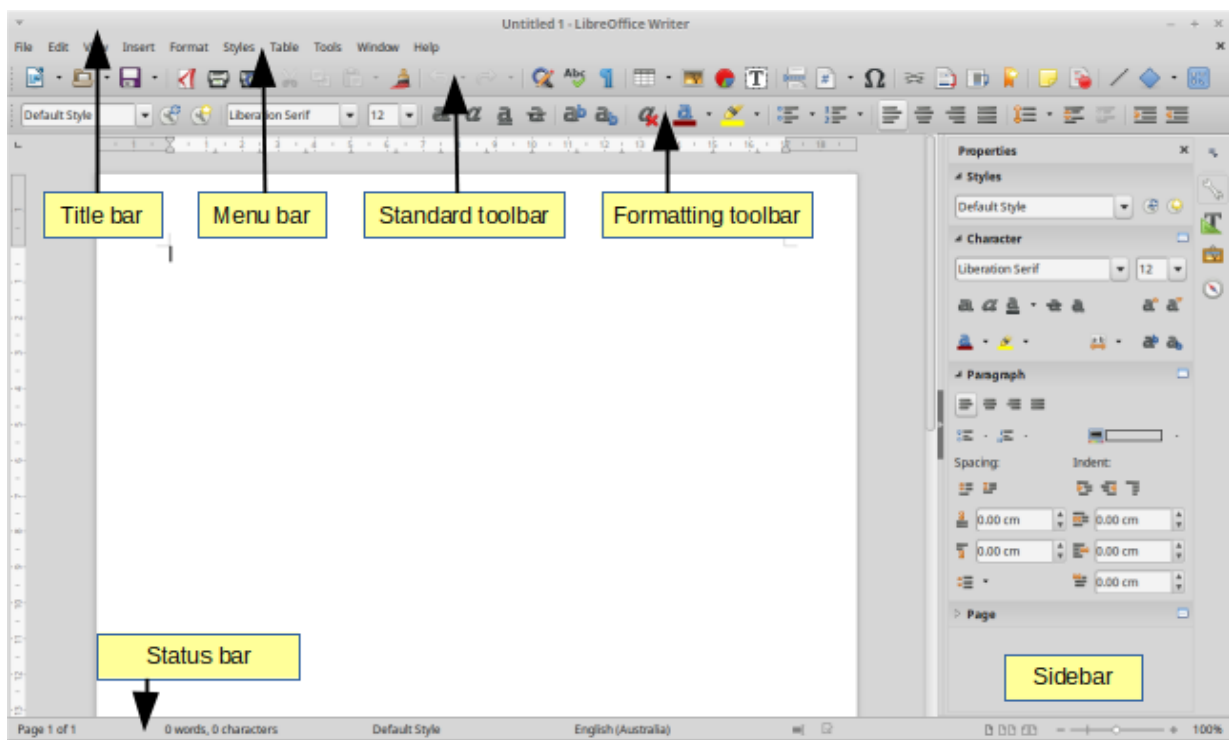 Untitled 1 - LibreOffice Writer
File Edit View Insert Format Styles Table Tools Window Help
Default Style Liberation Serif 12
Properties
Styles
Title bar Menu bar Standard toolbar Formatting toolbar
Default Style
Character
Liberation Serif 12
Paragraph
Spacing: Indent:
0.00 cm 0.00 cm
0.00 cm 0.00 cm
0.00 cm
Page
Status bar
Sidebar
Page 1 of 1 0 words, 0 characters Default Style English (Australia) 100%